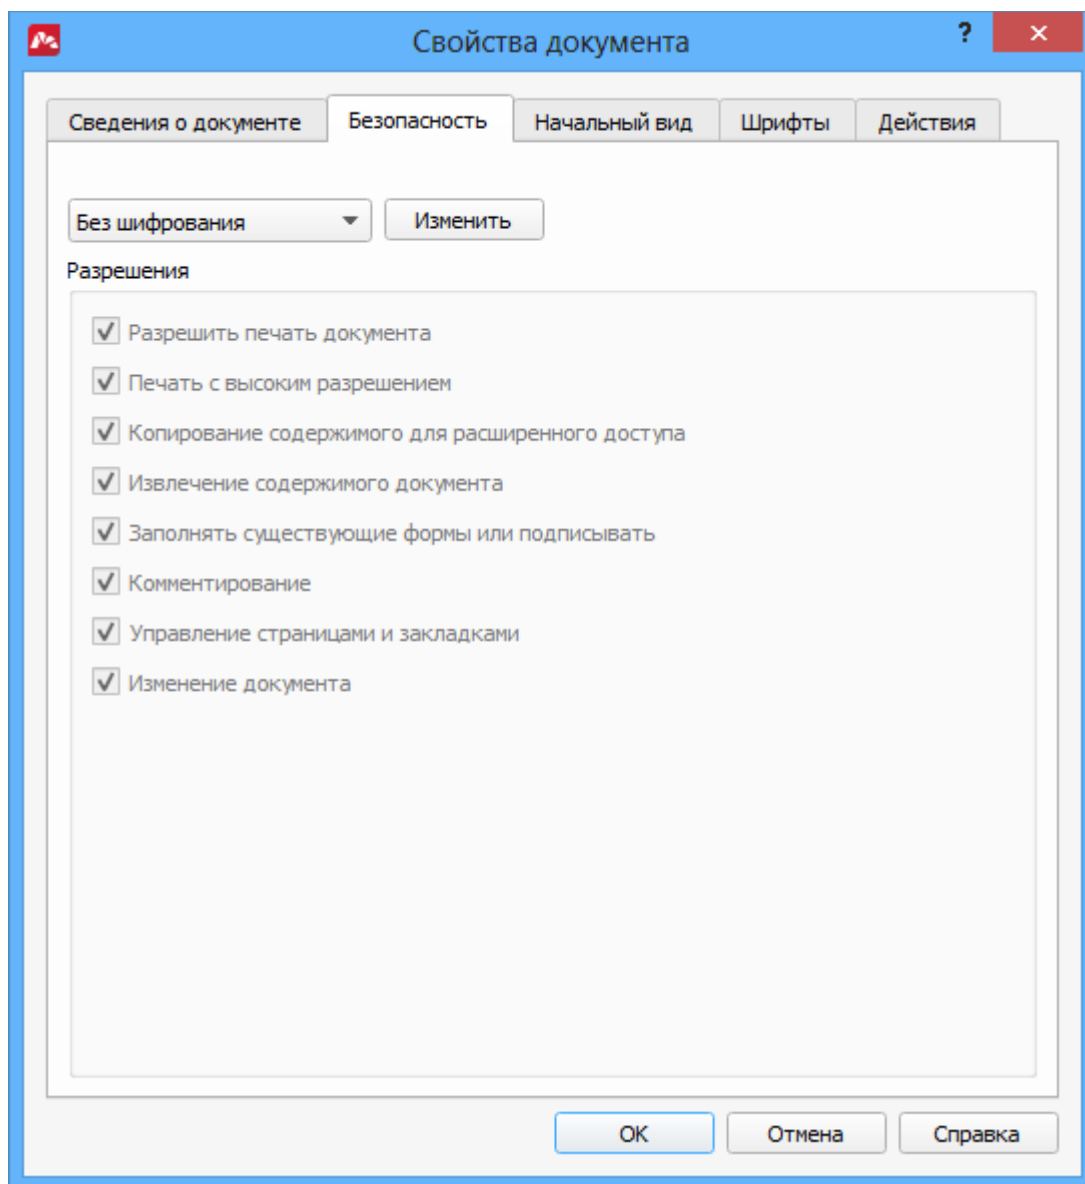 Свойства документа
?
Сведения о документе Безопасность Начальный вид Шрифты Действия
Без шифрования Изменить
Разрешения
Разрешить печать документа
Печать с высоким разрешением
Копирование содержимого для расширенного доступа
Извлечение содержимого документа
Заполнять существующие формы или подписывать
Комментирование
Управление страницами и закладками
Изменение документа
OK Отмена Справка